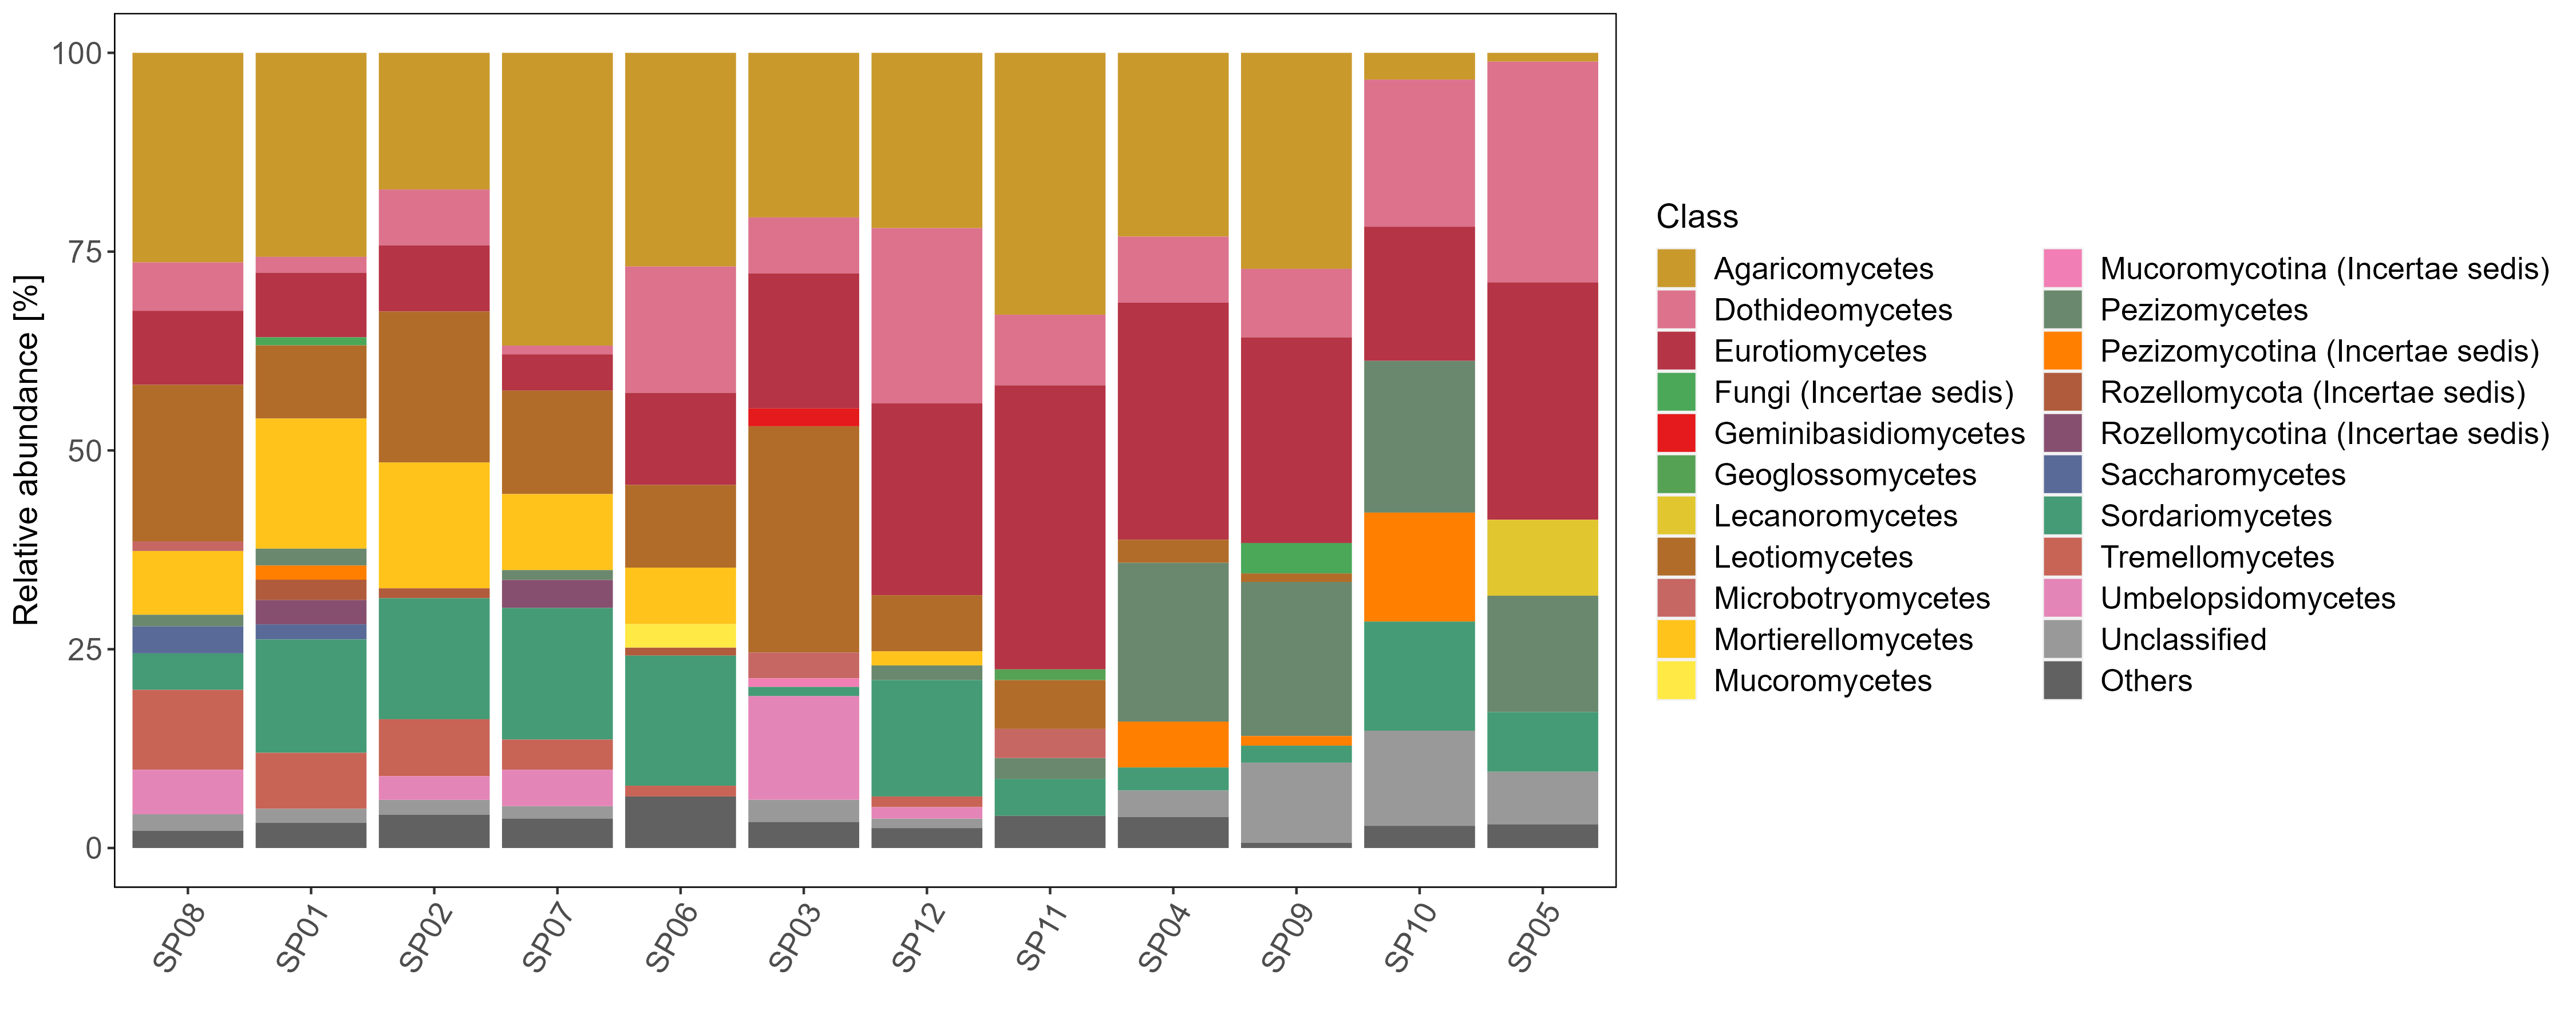 Relative abundance [%]
100
75
50
25
0
SP08
SP01
SP02
SP07
SP06
SP03
SP12
SP11
SP04
SP09
SP10
SP05
Class
Agaricomycetes
Dothideomycetes
Eurotiomycetes
Fungi (Incertae sedis)
Geminibasidiomycetes
Geoglossomycetes
Lecanoromycetes
Leotiomycetes
Microbotryomycetes
Mortierellomycetes
Mucoromycetes
Mucoromycotina (Incertae sedis)
Pezizomycetes
Pezizomycotina (Incertae sedis)
Rozellomycota (Incertae sedis)
Rozellomycotina (Incertae sedis)
Saccharomycetes
Sordariomycetes
Tremellomycetes
Umbelopsidomycetes
Unclassified
Others